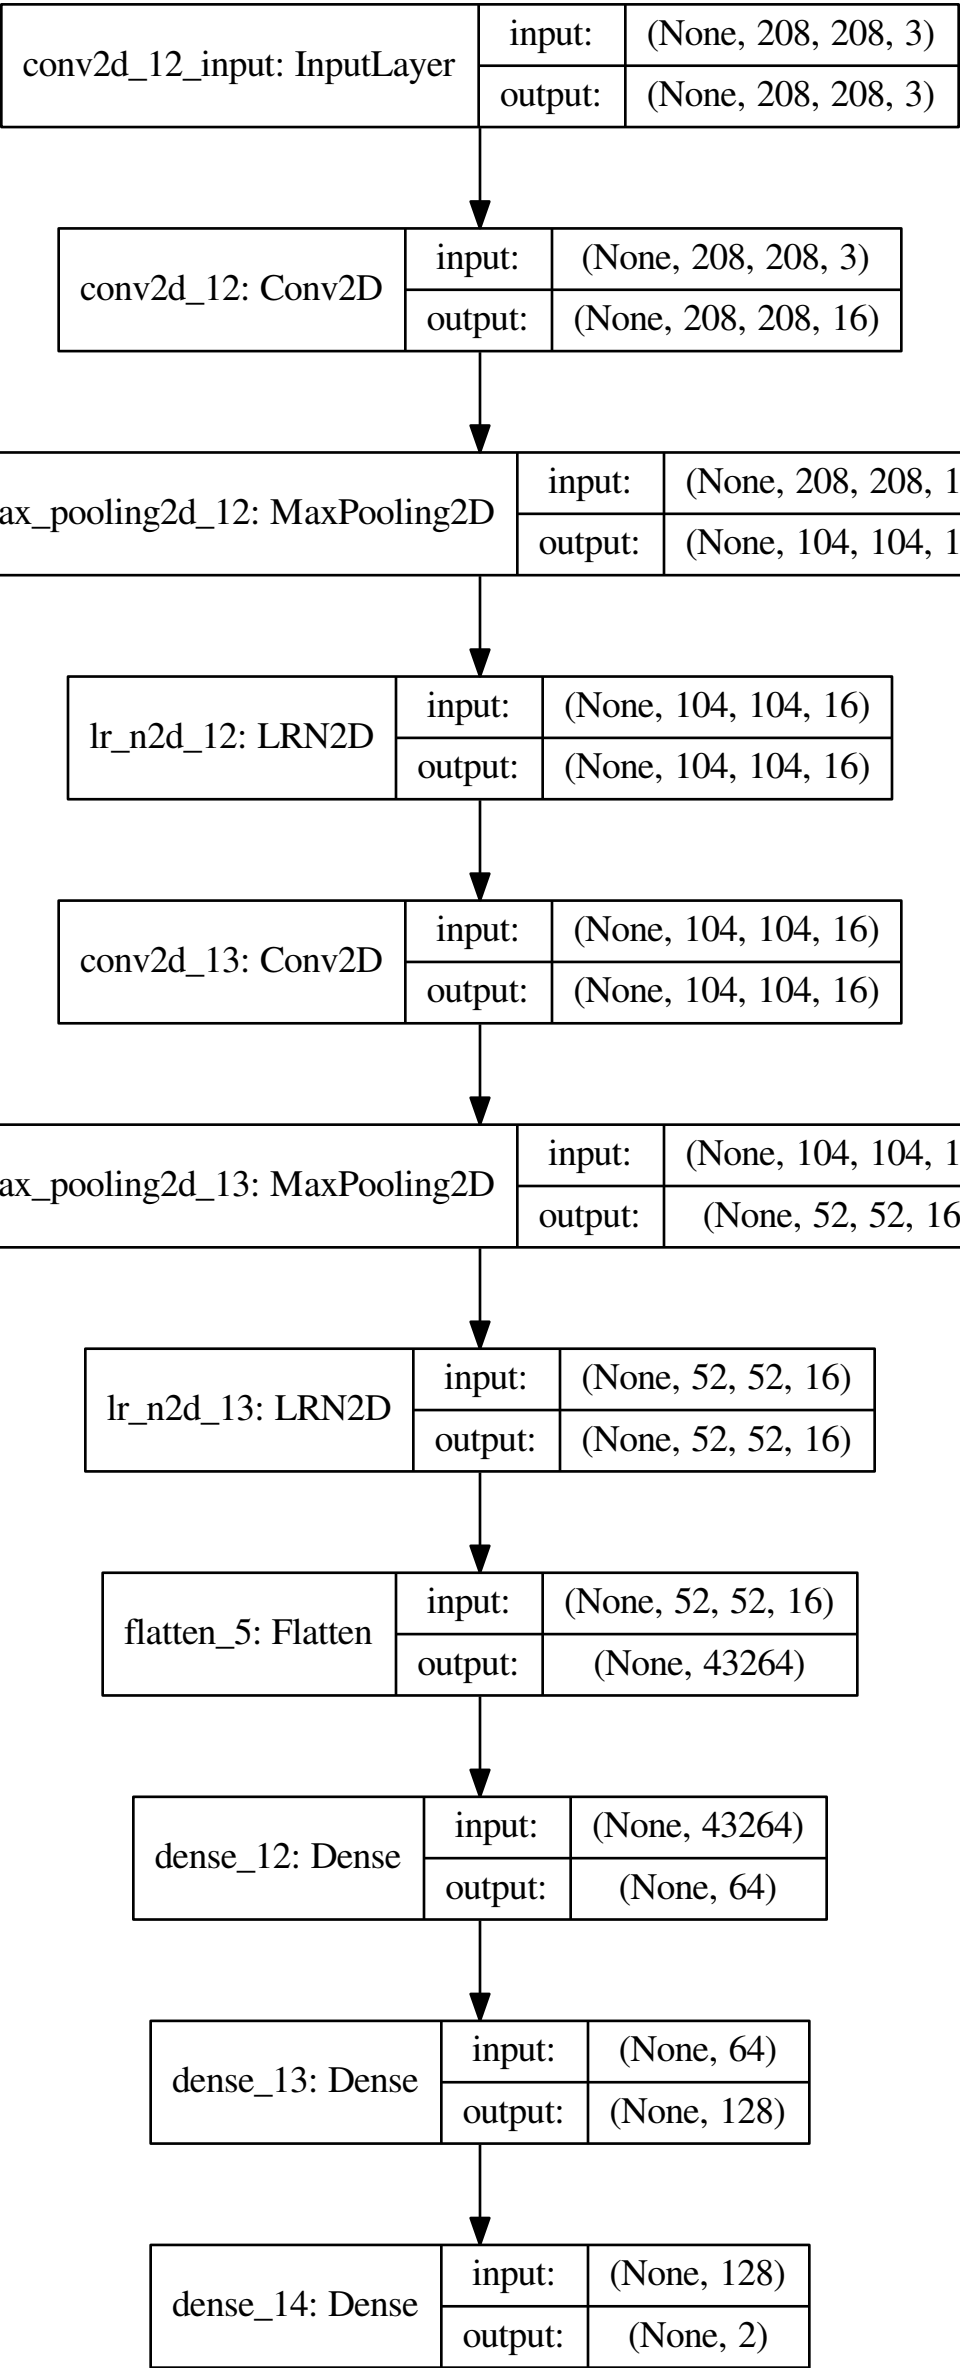 conv2d_12_input: InputLayer
input: (None, 208, 208, 3)
output: (None, 208, 208, 3)
conv2d_12: Conv2D
input: (None, 208, 208, 3)
output: (None, 208, 208, 16)
ax_pooling2d_12: MaxPooling2D
input: (None, 208, 208, 1
output: (None, 104, 104, 1
lr_n2d_12: LRN2D
input: (None, 104, 104, 16)
output: (None, 104, 104, 16)
conv2d_13: Conv2D
input: (None, 104, 104, 16)
output: (None, 104, 104, 16)
ax_pooling2d_13: MaxPooling2D
input: (None, 104, 104, 1
output: (None, 52, 52, 16
lr_n2d_13: LRN2D
input: (None, 52, 52, 16)
output: (None, 52, 52, 16)
flatten_5: Flatten
input: (None, 52, 52, 16)
output: (None, 43264)
dense_12: Dense
input: (None, 43264)
output: (None, 64)
dense_13: Dense
input: (None, 64)
output: (None, 128)
dense_14: Dense
input: (None, 128)
output: (None, 2)